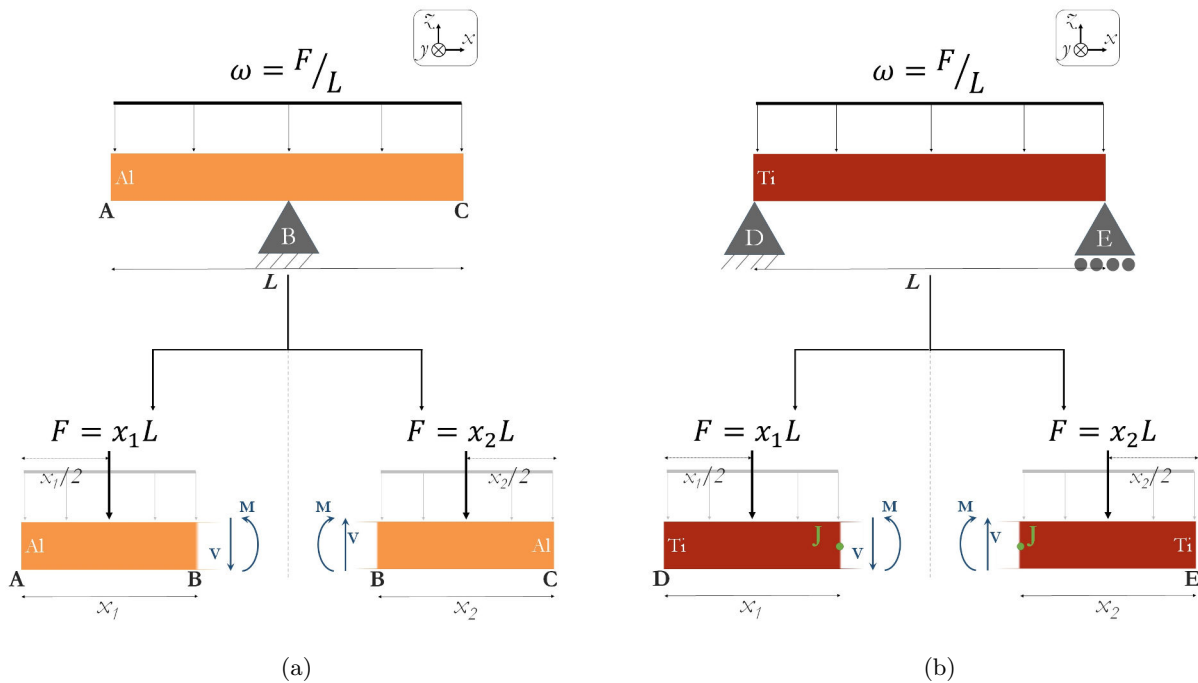 z x y
ω = F/L
Al
A B C
L
F = x₁L
F = x₂L
x₁/2
x₂/2
M M
Al V V Al
A B B C
x₁ x₂
(a)
z x y
ω = F/L
Ti
D E
L
F = x₁L
F = x₂L
x₁/2
x₂/2
M M
Ti J V V J Ti
D E
x₁ x₂
(b)